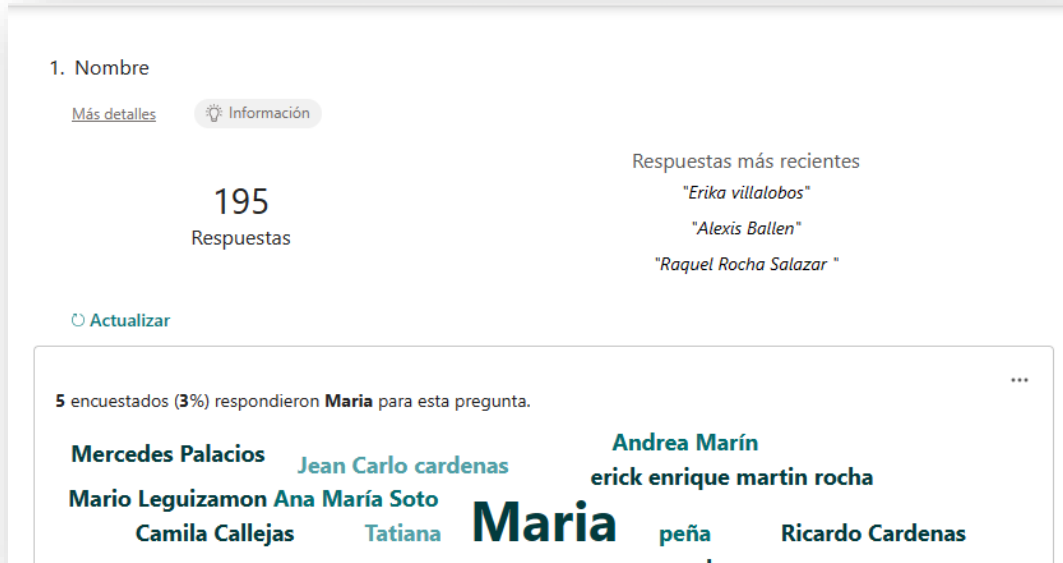 1. Nombre
Más detalles
Información
195
Respuestas
Respuestas más recientes
"Erika villalobos"
"Alexis Ballen"
"Raquel Rocha Salazar "
Actualizar
...
5 encuestados (3%) respondieron Maria para esta pregunta.
Mercedes Palacios
Jean Carlo cardenas
Andrea Marín
erick enrique martin rocha
Mario Leguizamon
Ana María Soto
Camila Callejas
Tatiana
Maria
peña
Ricardo Cardenas